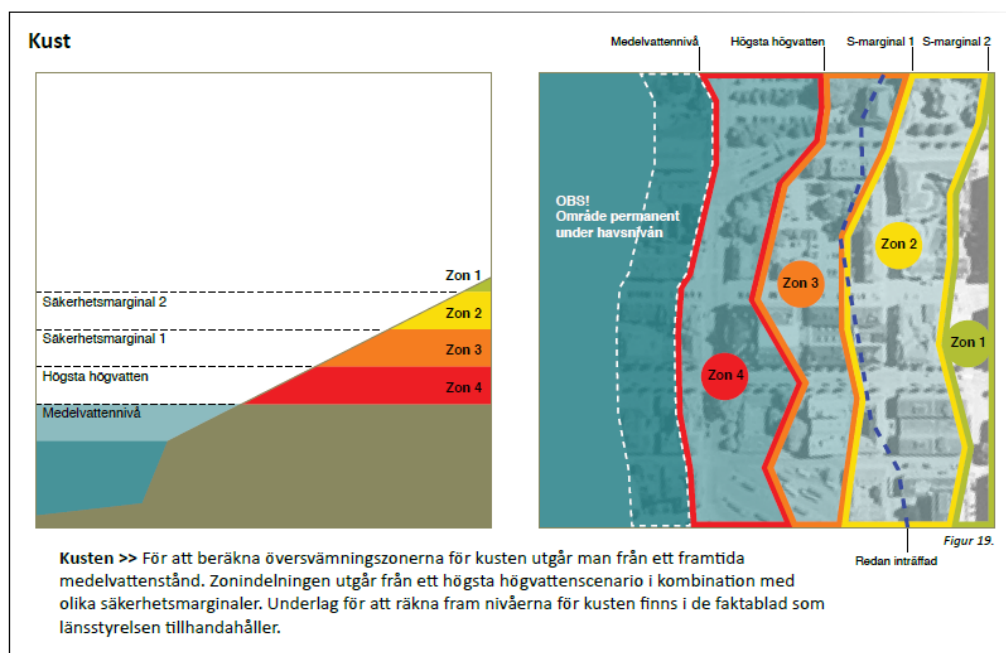 Kust
Medelvattennivå
Högsta högvatten
S-marginal 1
S-marginal 2
Zon 1
Säkerhetsmarginal 2
Zon 2
Säkerhetsmarginal 1
Zon 3
Högsta högvatten
Zon 4
Medelvattennivå
OBS!
Område permanent
under havsnivån
Zon 2
Zon 3
Zon 1
Zon 4
Figur 19.
Redan inträffad
Kusten >> För att beräkna översvämningszonerna för kusten utgår man från ett framtida
medelvattenstånd. Zonindelningen utgår från ett högsta högvattenscenario i kombination med
olika säkerhetsmarginaler. Underlag för att räkna fram nivåerna för kusten finns i de faktablad som
länsstyrelsen tillhandahåller.